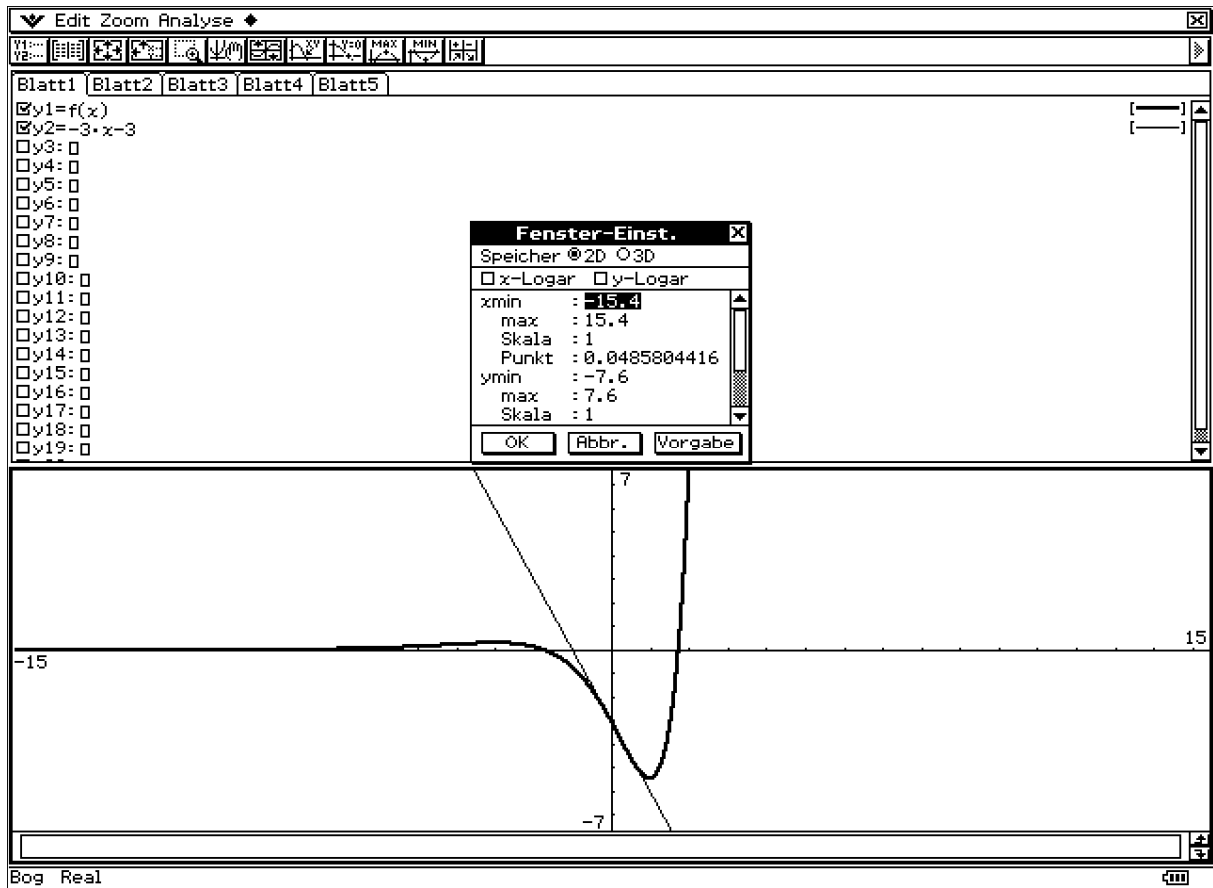 Edit Zoom Analyse ◆
Blatt1 Blatt2 Blatt3 Blatt4 Blatt5
y1=f(x)
y2=-3·x-3
y3:
y4:
y5:
y6:
y7:
y8:
y9:
y10:
y11:
y12:
y13:
y14:
y15:
y16:
y17:
y18:
y19:
Fenster-Einst.
Speicher 2D 3D
x-Logar y-Logar
xmin :-15.4
max :15.4
Skala :1
Punkt :0.0485804416
ymin :-7.6
max :7.6
Skala :1
OK Abbr. Vorgabe
7
15
-15
-7
Bog Real